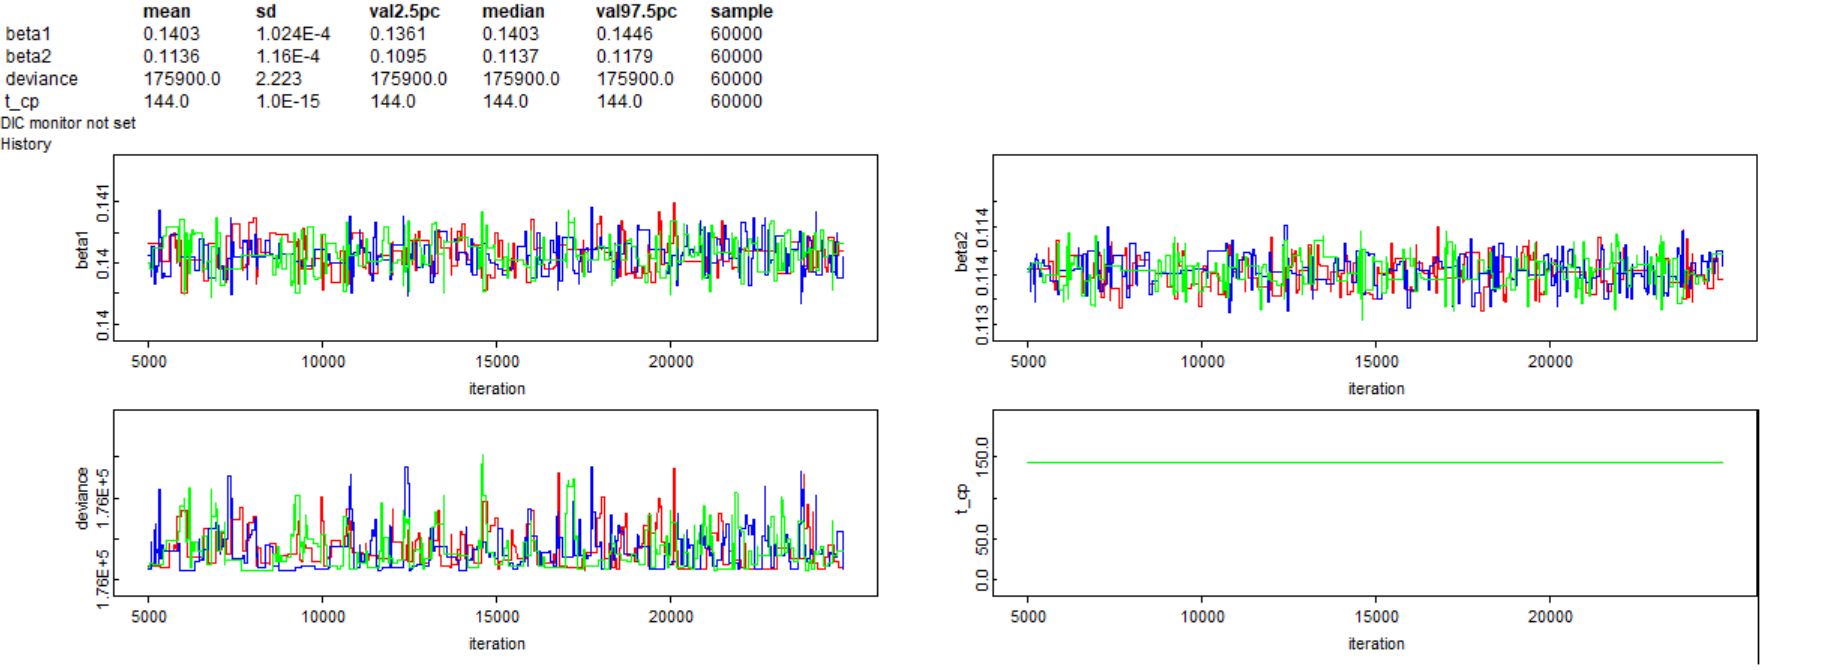 mean sd val2.5pc median val97.5pc sample
beta1 0.1403 1.024E-4 0.1361 0.1403 0.1446 60000
beta2 0.1136 1.16E-4 0.1095 0.1137 0.1179 60000
deviance 175900.0 2.223 175900.0 175900.0 175900.0 60000
t_cp 144.0 1.0E-15 144.0 144.0 144.0 60000
DIC monitor not set
History
beta1
0.14 0.14 0.141
5000 10000 15000 20000
iteration
beta2
0.113 0.114 0.114
5000 10000 15000 20000
iteration
deviance
1.76E+5 1.76E+5
5000 10000 15000 20000
iteration
t_cp
0.0 50.0 150.0
5000 10000 15000 20000
iteration